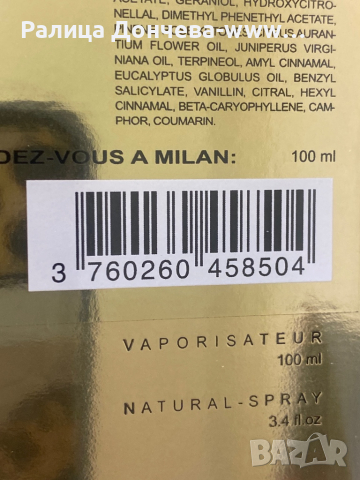 ACETATE, GERANIOL, HYDROXYCITRO-
NELLAL, DIMETHYL PHENETHYL ACETATE,
Ралица Дончева-www.
TIUM FLOWER OIL, JUNIPERUS VIRGI-
NIANA OIL, TERPINEOL, AMYL CINNAMAL,
EUCALYPTUS GLOBULUS OIL, BENZYL
SALICYLATE, VANILLIN, CITRAL, HEXYL
CINNAMAL, BETA-CARYOPHYLLENE, CAM-
PHOR, COUMARIN.
DEZ-VOUS A MILAN: 100 ml
3 760260 458504
VAPORISATEUR
100 ml
NATURAL-SPRAY
3.4 fl oz
BAZAR